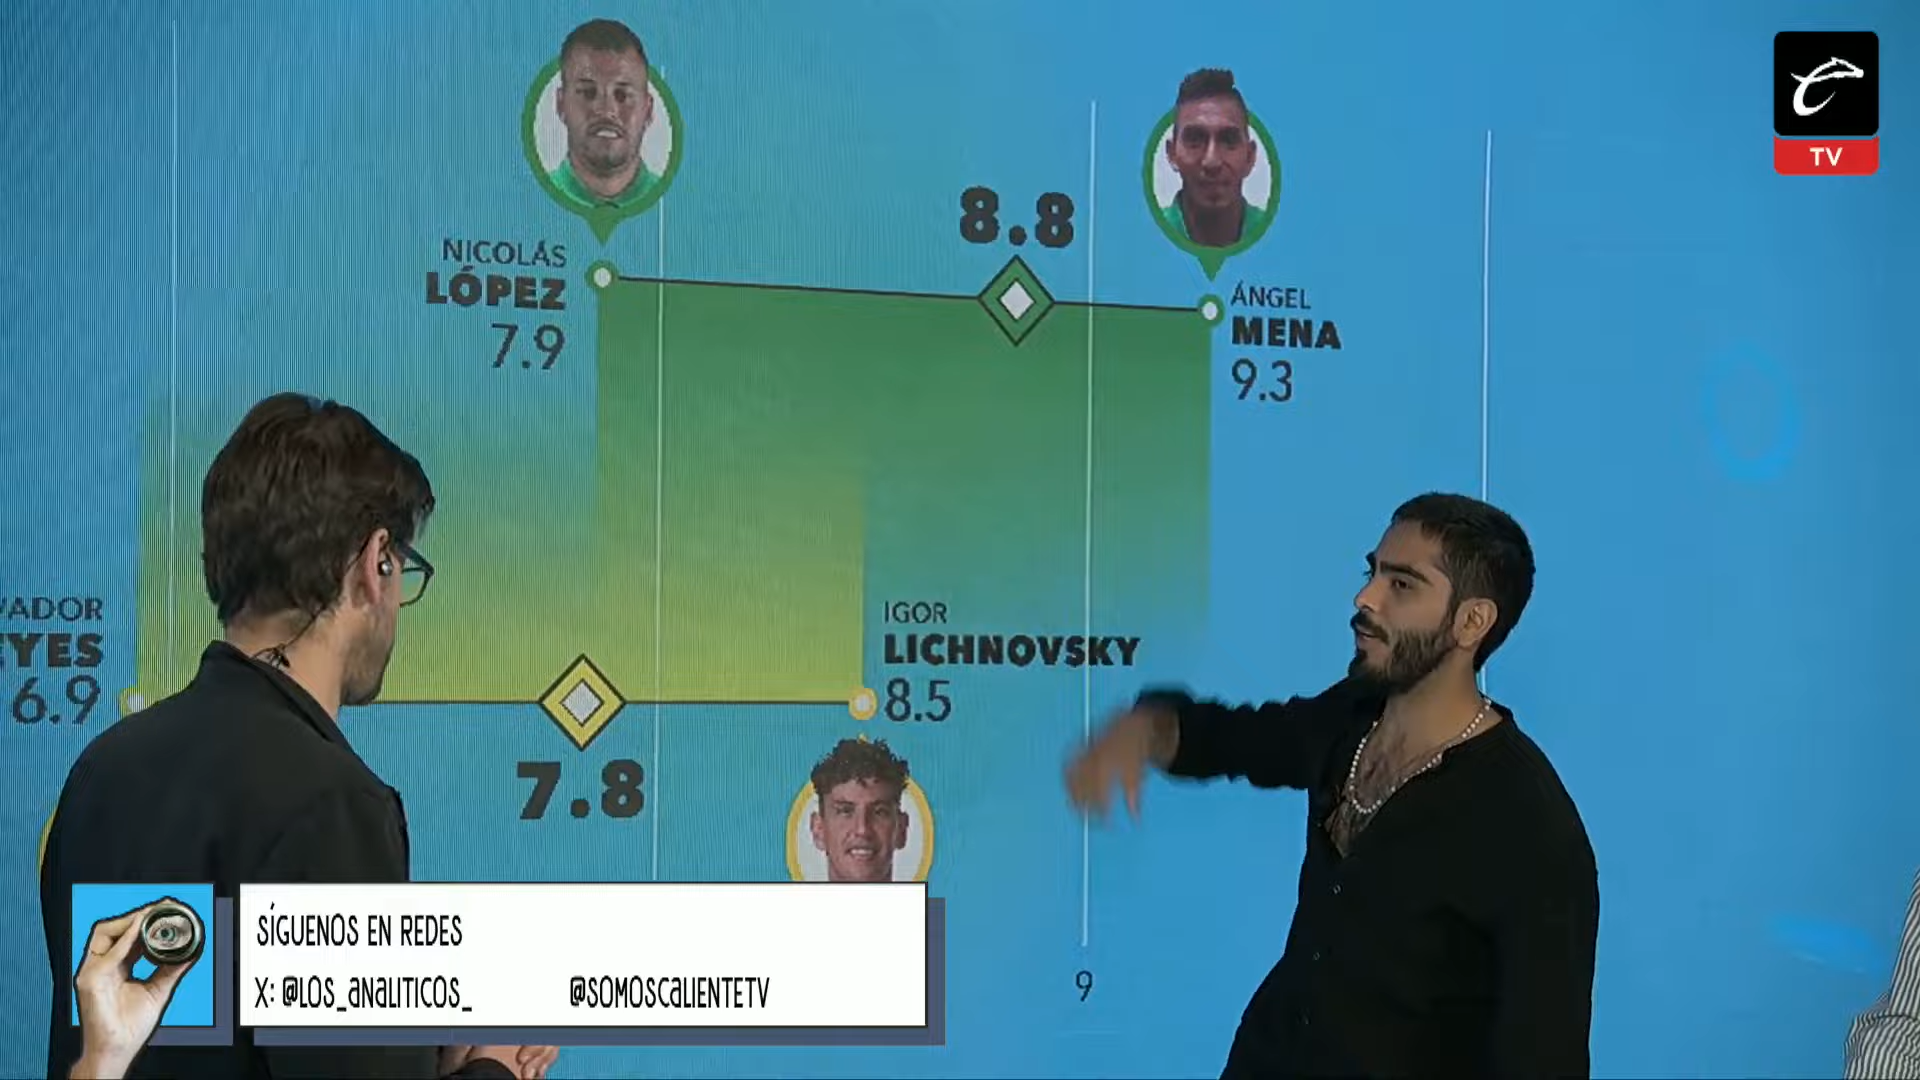 TV
8.8
NICOLÁS
LÓPEZ
7.9
ÁNGEL
MENA
9.3
VADOR
EYES
6.9
IGOR
LICHNOVSKY
8.5
7.8
9
SÍGUENOS EN REDES
X: @LOS_ANALITICOS_ @SOMOSCALIENTETV